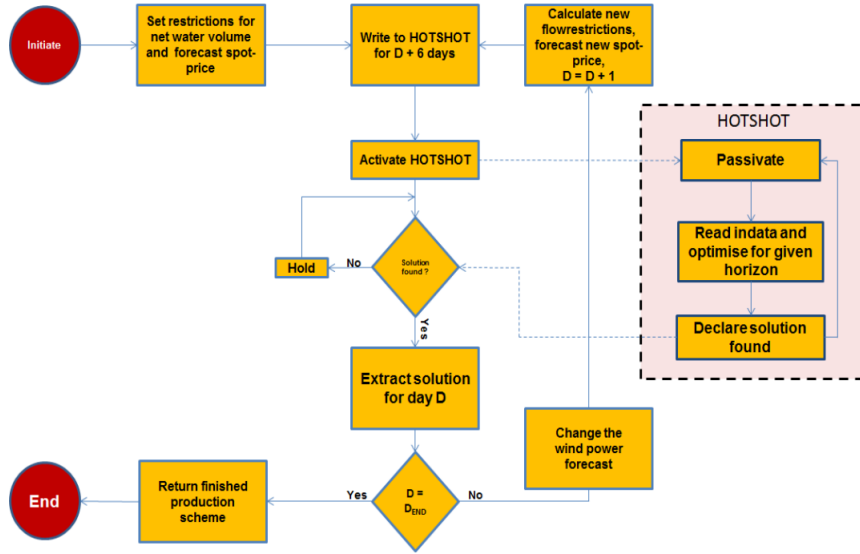 Initiate
Set restrictions for
net water volume
and forecast spot-
price
Write to HOTSHOT
for D + 6 days
Calculate new
flowrestrictions,
forecast new spot-
price,
D = D + 1
HOTSHOT
Activate HOTSHOT
Passivate
Read indata and
optimise for given
horizon
Declare solution
found
Solution
found ?
No
Hold
Yes
Extract solution
for day D
Change the
wind power
forecast
D =
DEND
No
Yes
Return finished
production
scheme
End